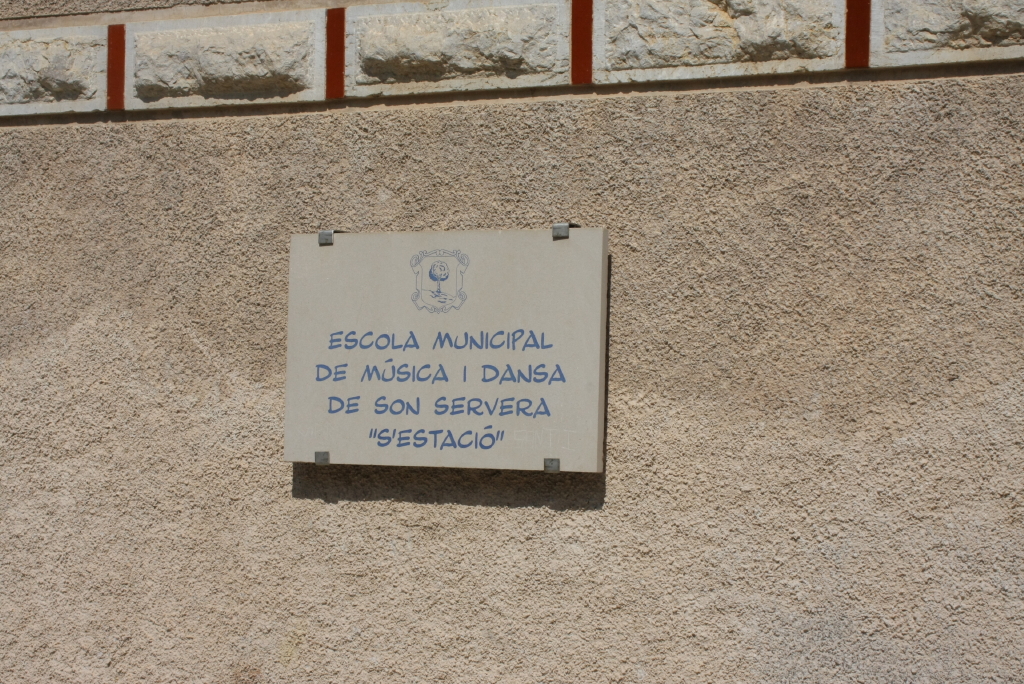 ESCOLA MUNICIPAL
DE MÚSICA I DANSA
DE SON SERVERA
"S'ESTACIÓ"